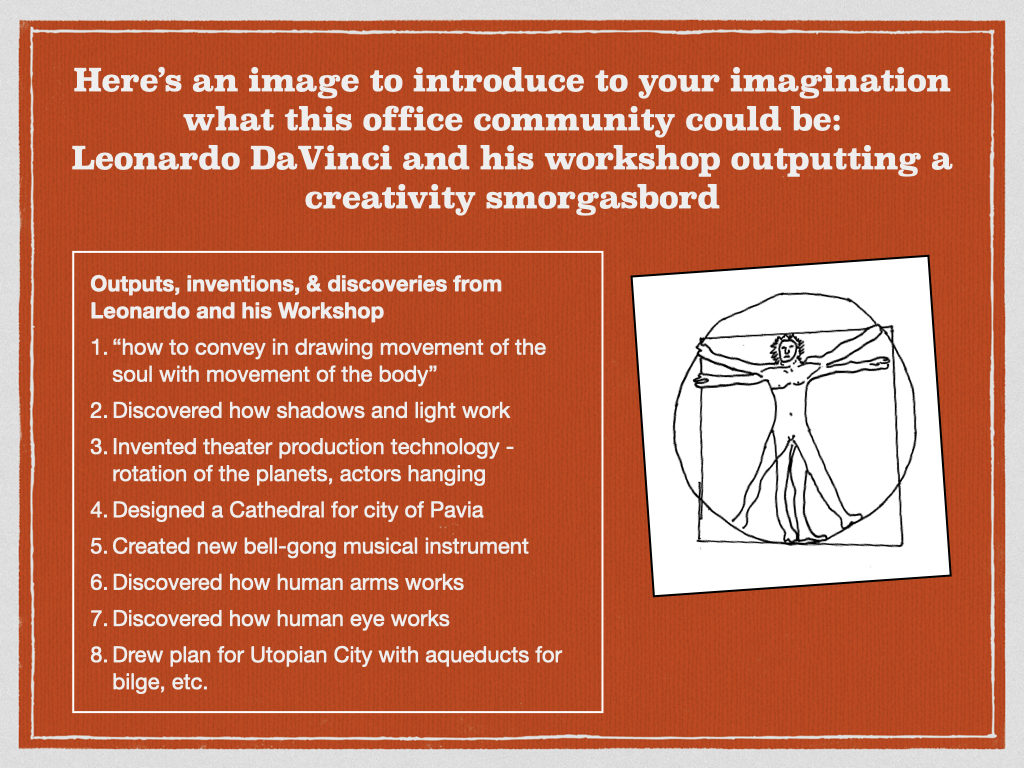 Here’s an image to introduce to your imagination
what this office community could be:
Leonardo DaVinci and his workshop outputting a
creativity smorgasbord
Outputs, inventions, & discoveries from
Leonardo and his Workshop
1. “how to convey in drawing movement of the
soul with movement of the body”
2. Discovered how shadows and light work
3. Invented theater production technology -
rotation of the planets, actors hanging
4. Designed a Cathedral for city of Pavia
5. Created new bell-gong musical instrument
6. Discovered how human arms works
7. Discovered how human eye works
8. Drew plan for Utopian City with aqueducts for
bilge, etc.